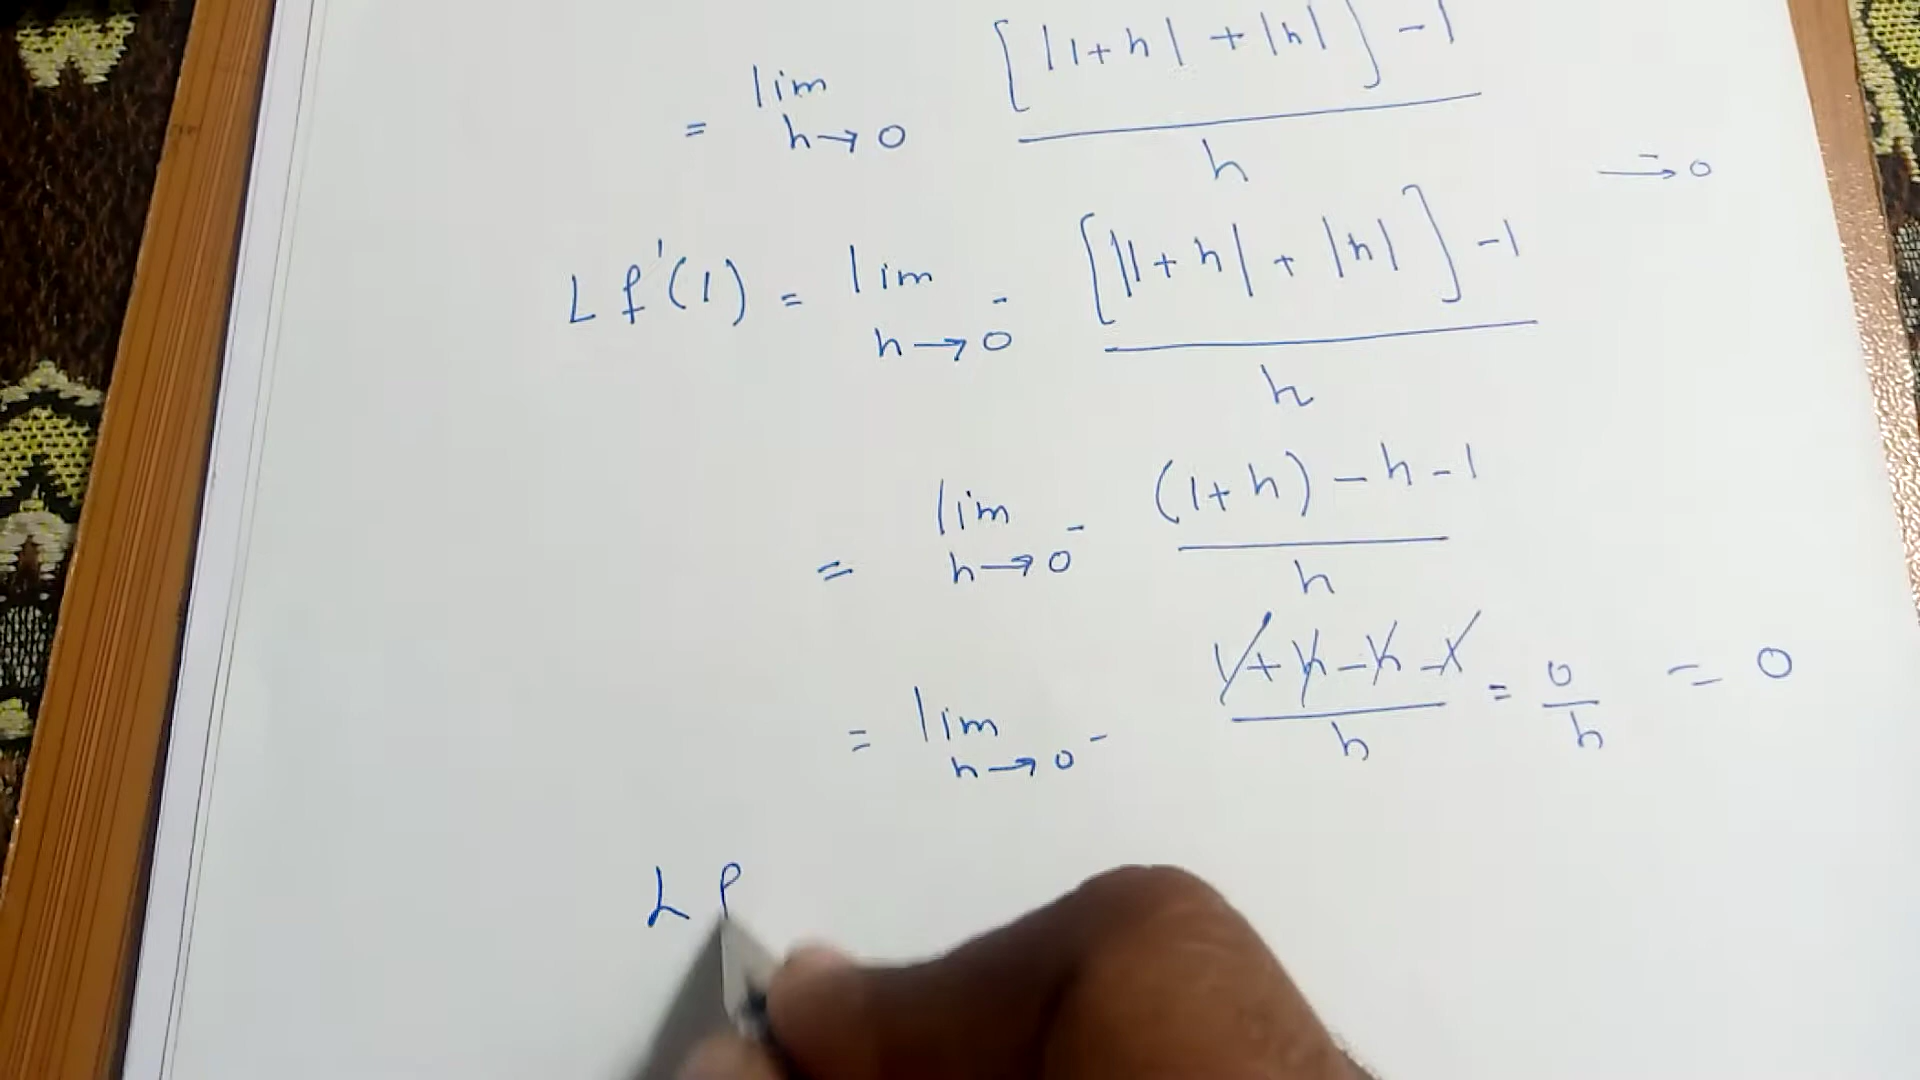 [|1+h| + |h|] - 1
= lim
h→0 h
→ 0⁻
L f'(1) = lim [|1+h| + |h|] - 1
h→0⁻ h
= lim (1+h) - h - 1
h→0⁻ h
= lim 1+h-h-1 = 0 = 0
h→0⁻ h h
L f